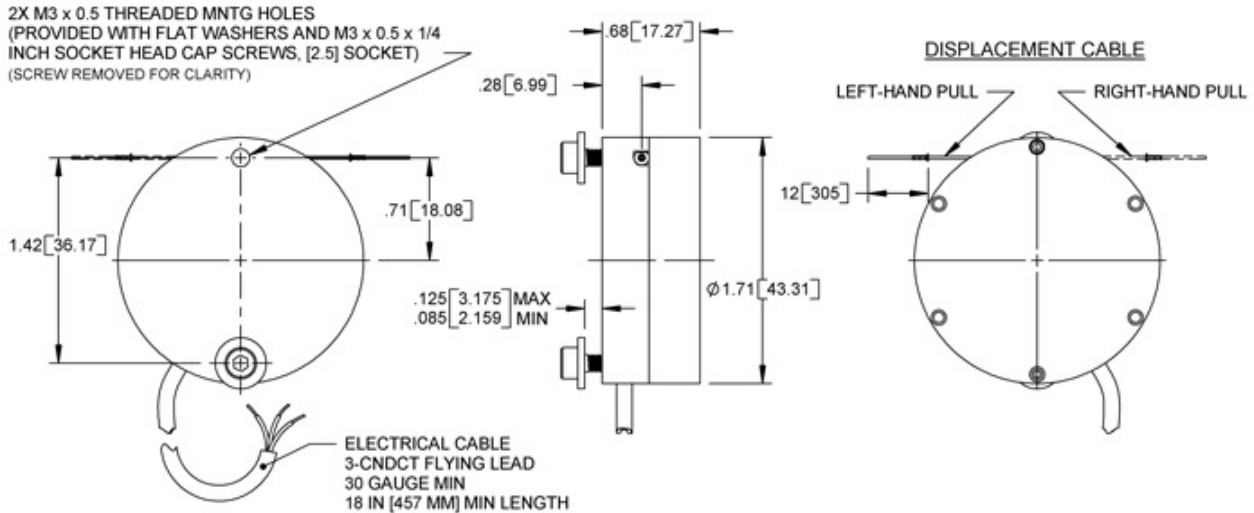 2X M3 x 0.5 THREADED MNTG HOLES
(PROVIDED WITH FLAT WASHERS AND M3 x 0.5 x 1/4
INCH SOCKET HEAD CAP SCREWS, [2.5] SOCKET)
(SCREW REMOVED FOR CLARITY)
.68[17.27]
.28[6.99]
DISPLACEMENT CABLE
LEFT-HAND PULL
RIGHT-HAND PULL
12[305]
.71[18.08]
1.42[36.17]
.125[3.175] MAX
.085[2.159] MIN
Ø1.71[43.31]
ELECTRICAL CABLE
3-CNDCT FLYING LEAD
30 GAUGE MIN
18 IN [457 MM] MIN LENGTH